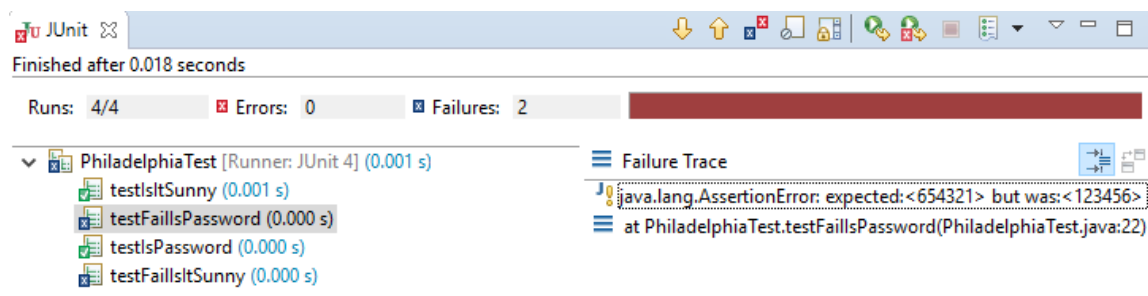 JUnit
Finished after 0.018 seconds
Runs: 4/4 Errors: 0 Failures: 2
PhiladelphiaTest [Runner: JUnit 4] (0.001 s)
testIsItSunny (0.001 s)
testFailIsPassword (0.000 s)
testIsPassword (0.000 s)
testFailIsItSunny (0.000 s)
Failure Trace
java.lang.AssertionError: expected:<654321> but was:<123456>
at PhiladelphiaTest.testFailIsPassword(PhiladelphiaTest.java:22)